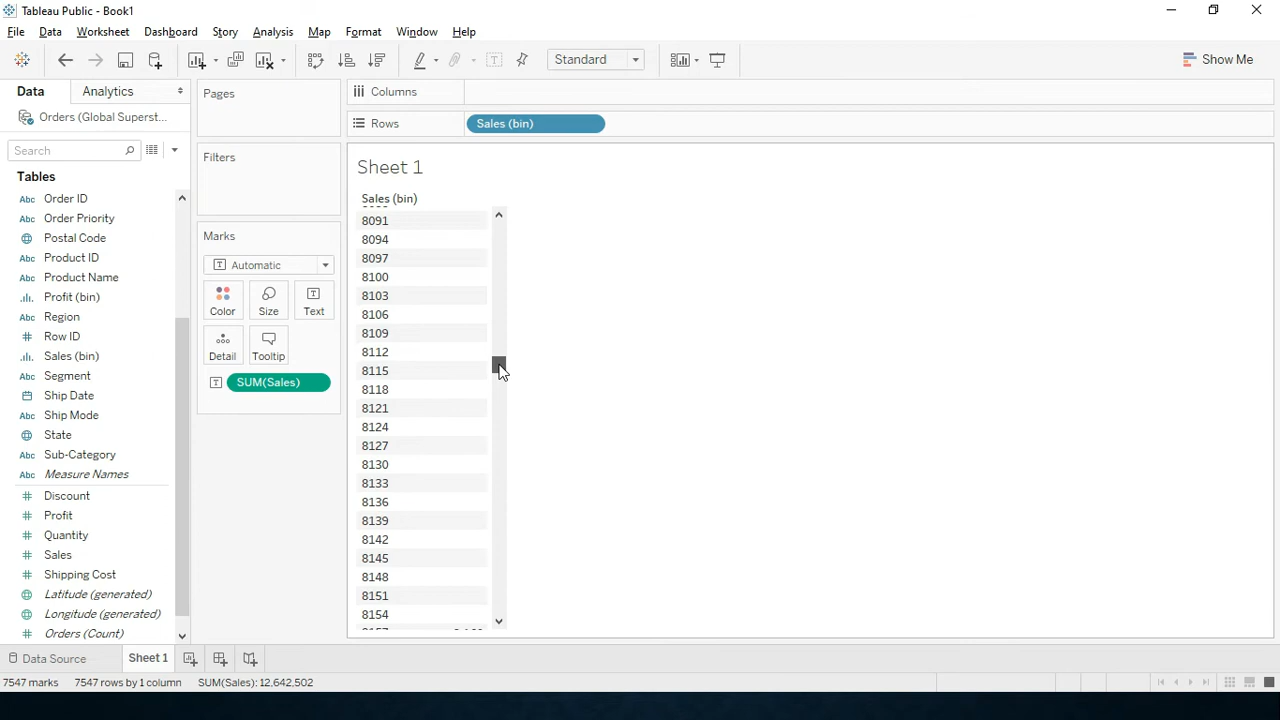 Tableau Public - Book1
File Data Worksheet Dashboard Story Analysis Map Format Window Help
Standard
Show Me
Data Analytics
Orders (Global Superst...
Search
Tables
Order ID
Order Priority
Postal Code
Product ID
Product Name
Profit (bin)
Region
Row ID
Sales (bin)
Segment
Ship Date
Ship Mode
State
Sub-Category
Measure Names
Discount
Profit
Quantity
Sales
Shipping Cost
Latitude (generated)
Longitude (generated)
Orders (Count)
Pages
Filters
Marks
Automatic
Color Size Text
Detail Tooltip
SUM(Sales)
Columns
Rows Sales (bin)
Sheet 1
Sales (bin)
8091
8094
8097
8100
8103
8106
8109
8112
8115
8118
8121
8124
8127
8130
8133
8136
8139
8142
8145
8148
8151
8154
Data Source Sheet 1
7547 marks 7547 rows by 1 column SUM(Sales): 12,642,502